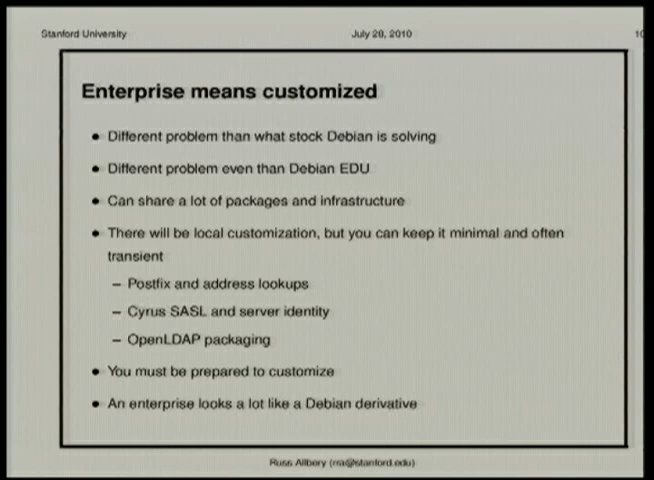 Stanford University
July 28, 2010
10
Enterprise means customized
• Different problem than what stock Debian is solving
• Different problem even than Debian EDU
• Can share a lot of packages and infrastructure
• There will be local customization, but you can keep it minimal and often
transient
– Postfix and address lookups
– Cyrus SASL and server identity
– OpenLDAP packaging
• You must be prepared to customize
• An enterprise looks a lot like a Debian derivative
Russ Allbery (rra@stanford.edu)